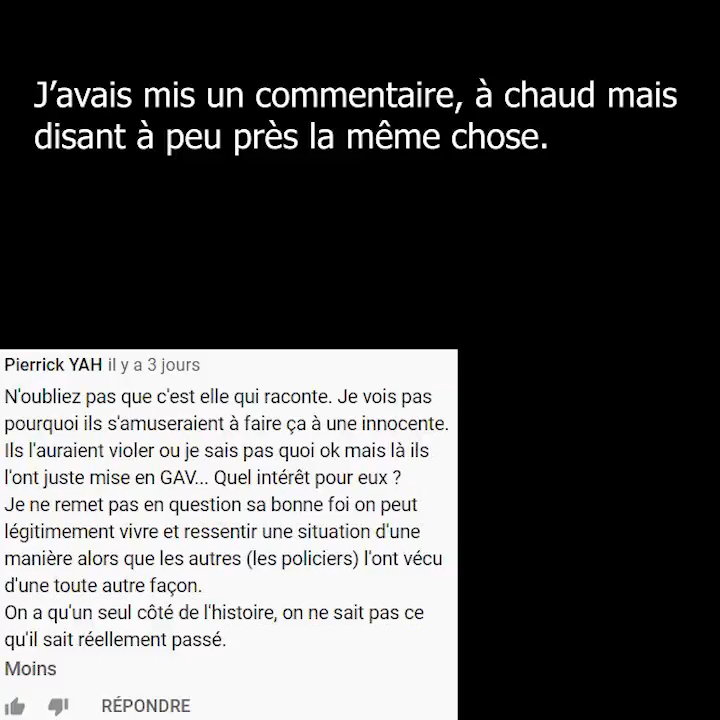 J’avais mis un commentaire, à chaud mais
disant à peu près la même chose.
Pierrick YAH il y a 3 jours
N'oubliez pas que c'est elle qui raconte. Je vois pas
pourquoi ils s'amuseraient à faire ça à une innocente.
Ils l'auraient violer ou je sais pas quoi ok mais là ils
l'ont juste mise en GAV... Quel intérêt pour eux ?
Je ne remet pas en question sa bonne foi on peut
légitimement vivre et ressentir une situation d'une
manière alors que les autres (les policiers) l'ont vécu
d'une toute autre façon.
On a qu'un seul côté de l'histoire, on ne sait pas ce
qu'il sait réellement passé.
Moins
RÉPONDRE